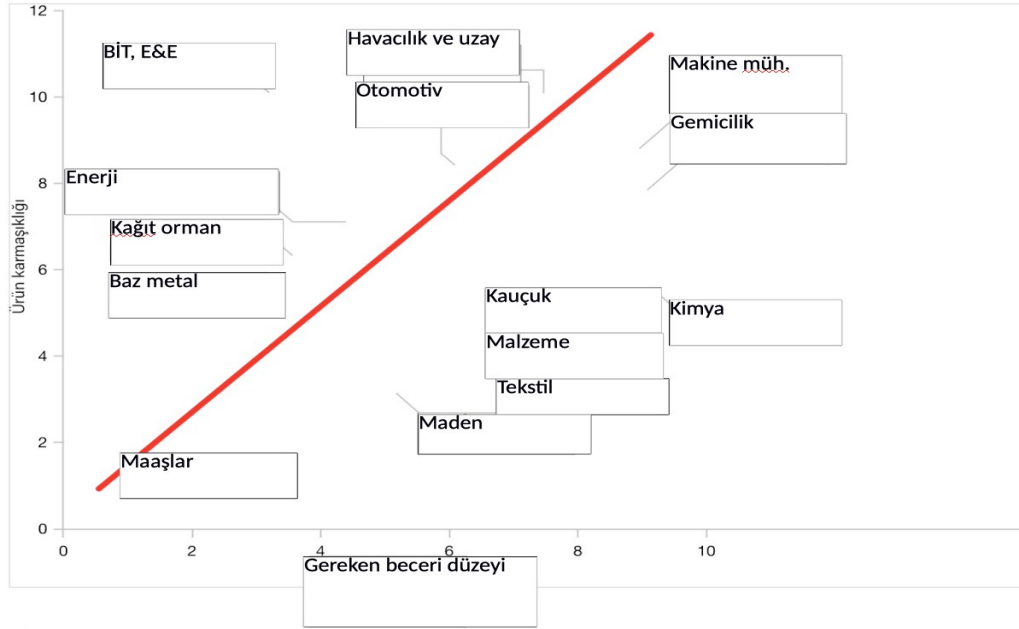 12
Havacılık ve uzay
BİT, E&E
Makine müh.
Otomotiv
10
Gemicilik
Enerji
8
Kağıt orman
Ürün karmaşıklığı
6
Baz metal
Kauçuk
Kimya
4
Malzeme
Tekstil
Maden
2
Maaşlar
0
0 2 4 6 8 10
Gereken beceri düzeyi